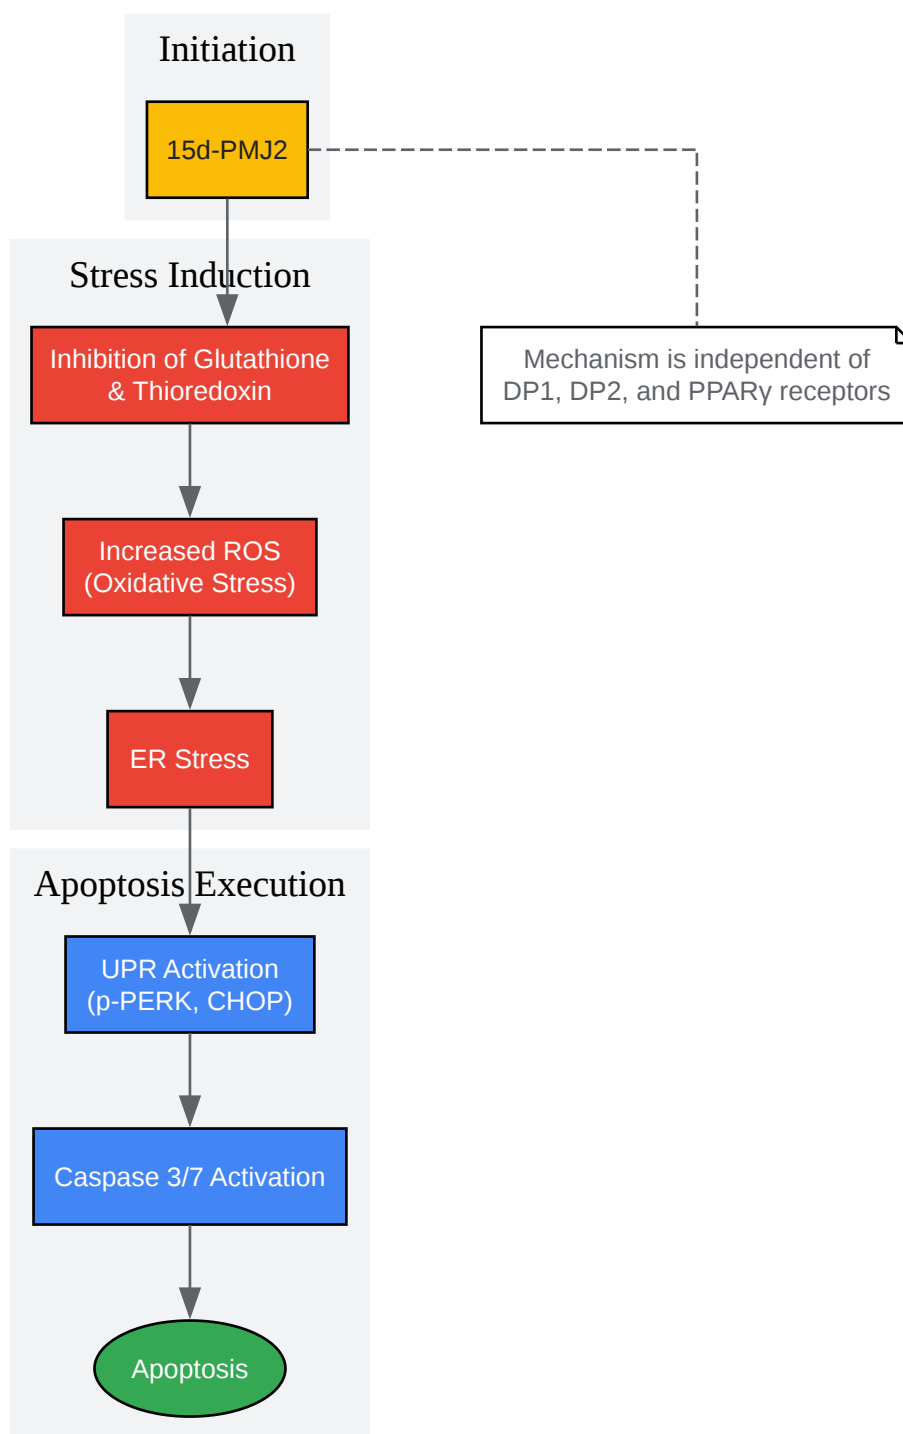 Initiation
15d-PMJ2
Stress Induction
Inhibition of Glutathione
& Thioredoxin
Mechanism is independent of
DP1, DP2, and PPARγ receptors
Increased ROS
(Oxidative Stress)
ER Stress
Apoptosis Execution
UPR Activation
(p-PERK, CHOP)
Caspase 3/7 Activation
Apoptosis